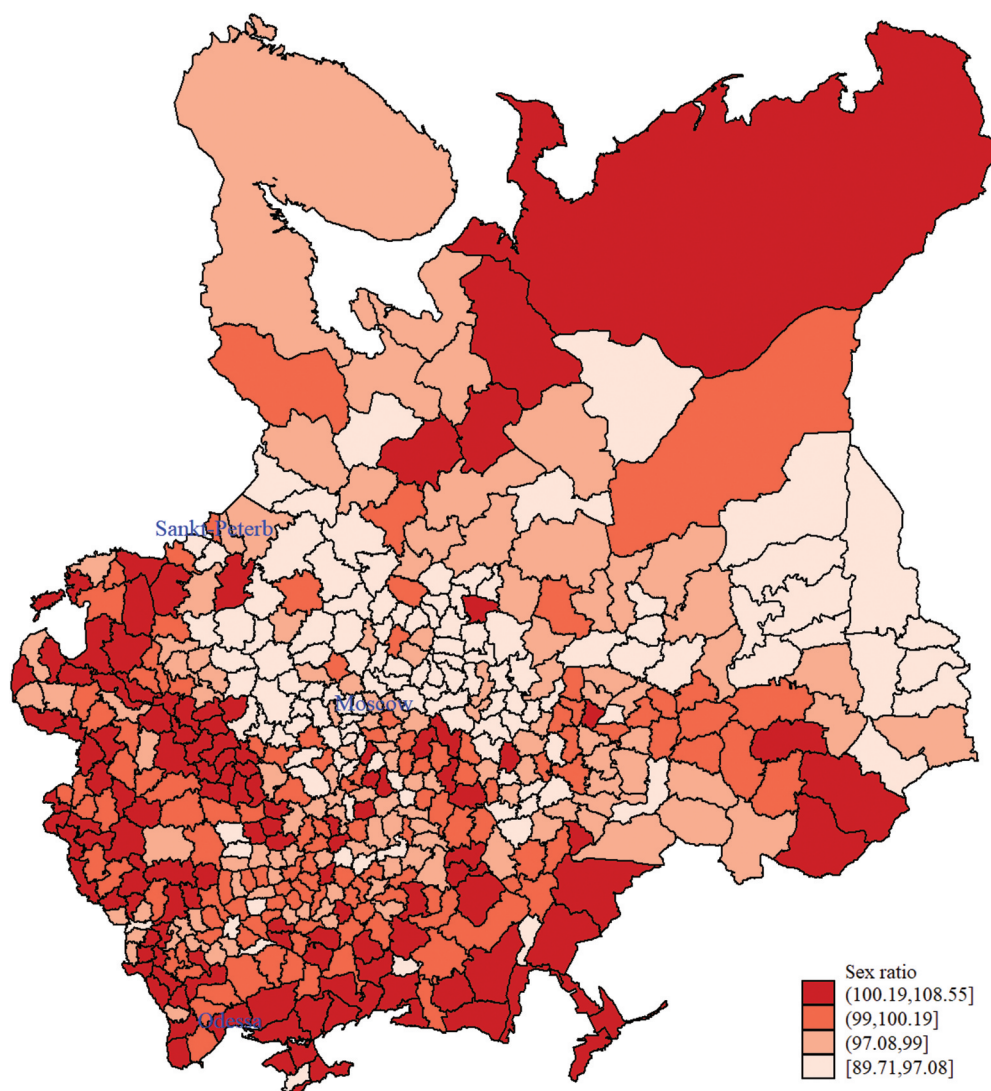 Sankt-Peterb
Moscow
Odessa
Sex ratio
(100.19,108.55]
(99,100.19]
(97.08,99]
[89.71,97.08]